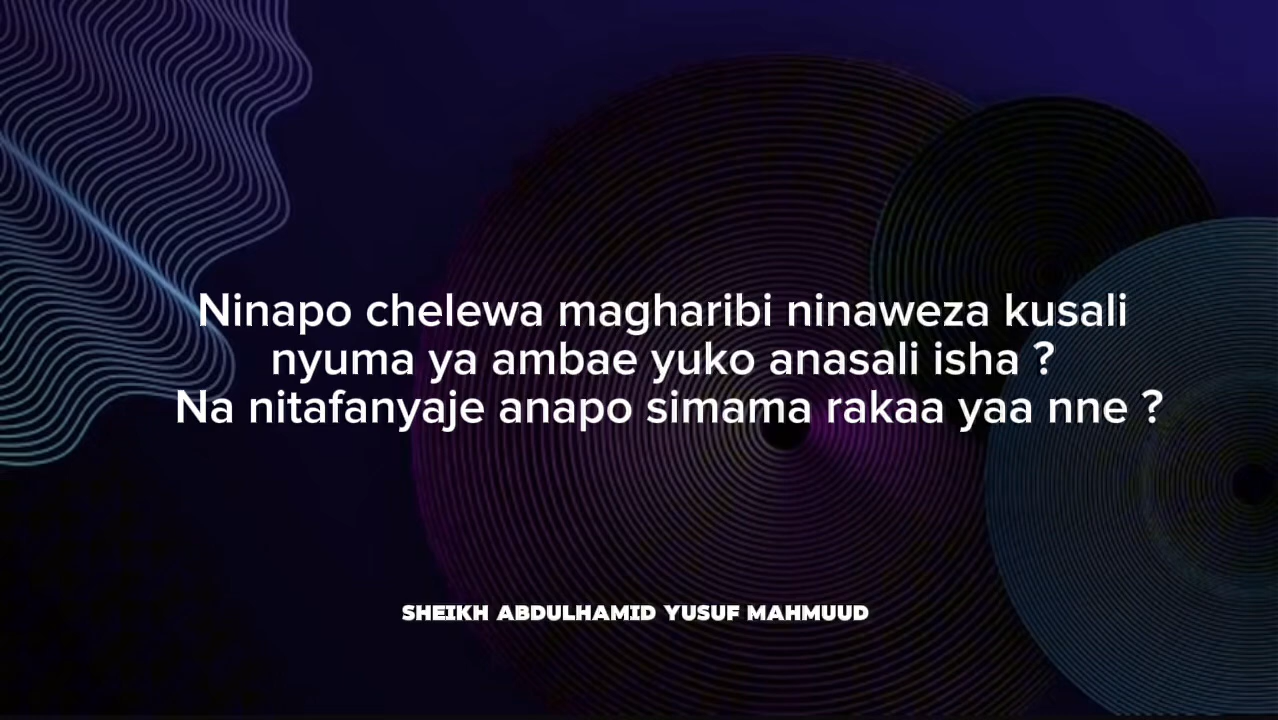 Ninapo chelewa magharibi ninaweza kusali
nyuma ya ambae yuko anasali isha ?
Na nitafanyaje anapo simama rakaa yaa nne ?
SHEIKH ABDULHAMID YUSUF MAHMUUD